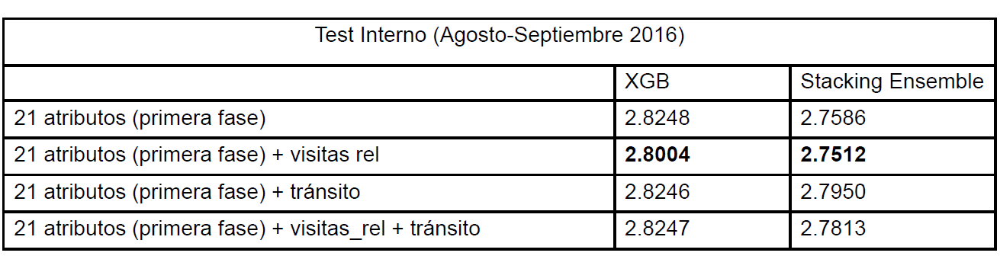 Test Interno (Agosto-Septiembre 2016)
XGB Stacking Ensemble
21 atributos (primera fase) 2.8248 2.7586
21 atributos (primera fase) + visitas rel 2.8004 2.7512
21 atributos (primera fase) + tránsito 2.8246 2.7950
21 atributos (primera fase) + visitas_rel + tránsito 2.8247 2.7813